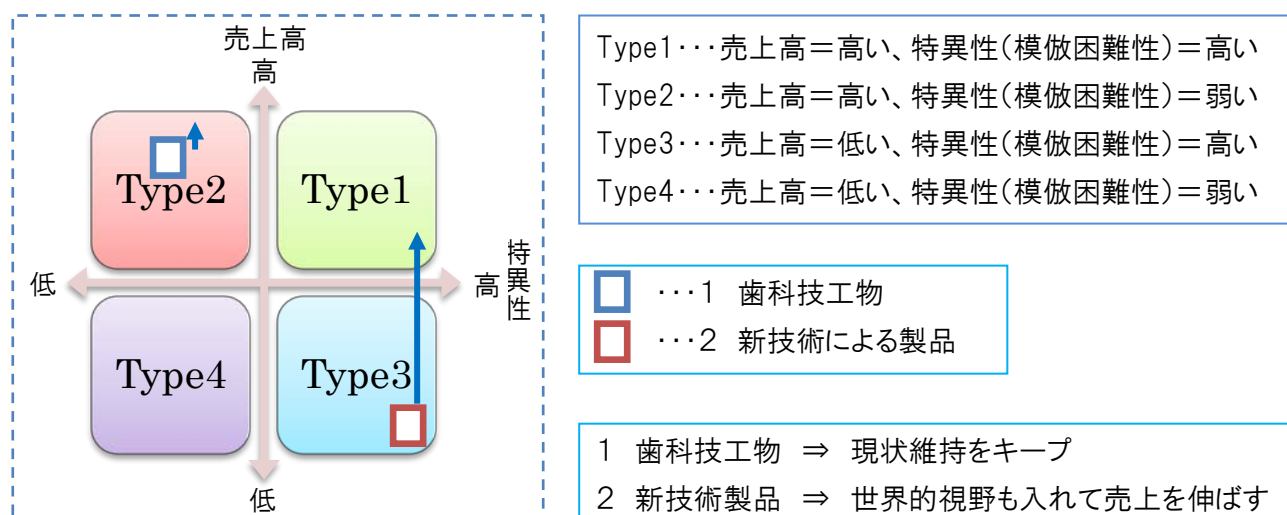 売上高
高
Type2
Type1
低
高
特異性
Type4
Type3
低
Type1・・・売上高＝高い、特異性（模倣困難性）＝高い
Type2・・・売上高＝高い、特異性（模倣困難性）＝弱い
Type3・・・売上高＝低い、特異性（模倣困難性）＝高い
Type4・・・売上高＝低い、特異性（模倣困難性）＝弱い
・・・1　歯科技工物
・・・2　新技術による製品
1　歯科技工物　⇒　現状維持をキープ
2　新技術製品　⇒　世界的視野も入れて売上を伸ばす